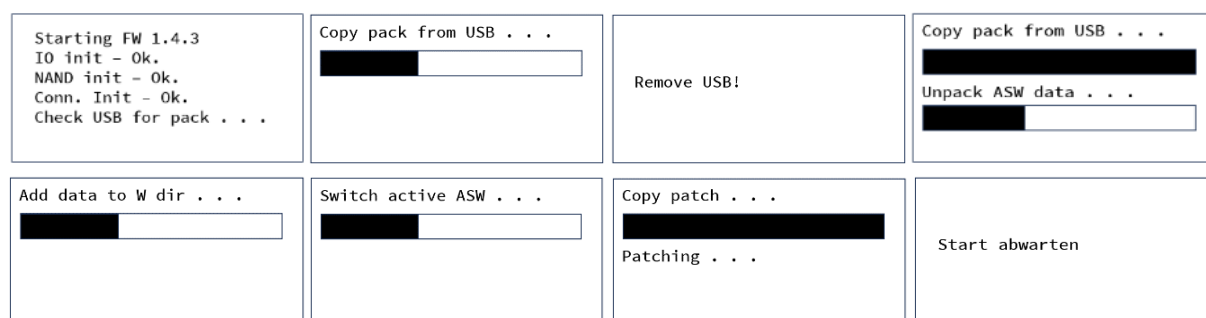 Starting FW 1.4.3
IO init – Ok.
NAND init – Ok.
Conn. Init – Ok.
Check USB for pack . . .
Copy pack from USB . . .
Remove USB!
Copy pack from USB . . .
Unpack ASW data . . .
Add data to W dir . . .
Switch active ASW . . .
Copy patch . . .
Patching . . .
Start abwarten